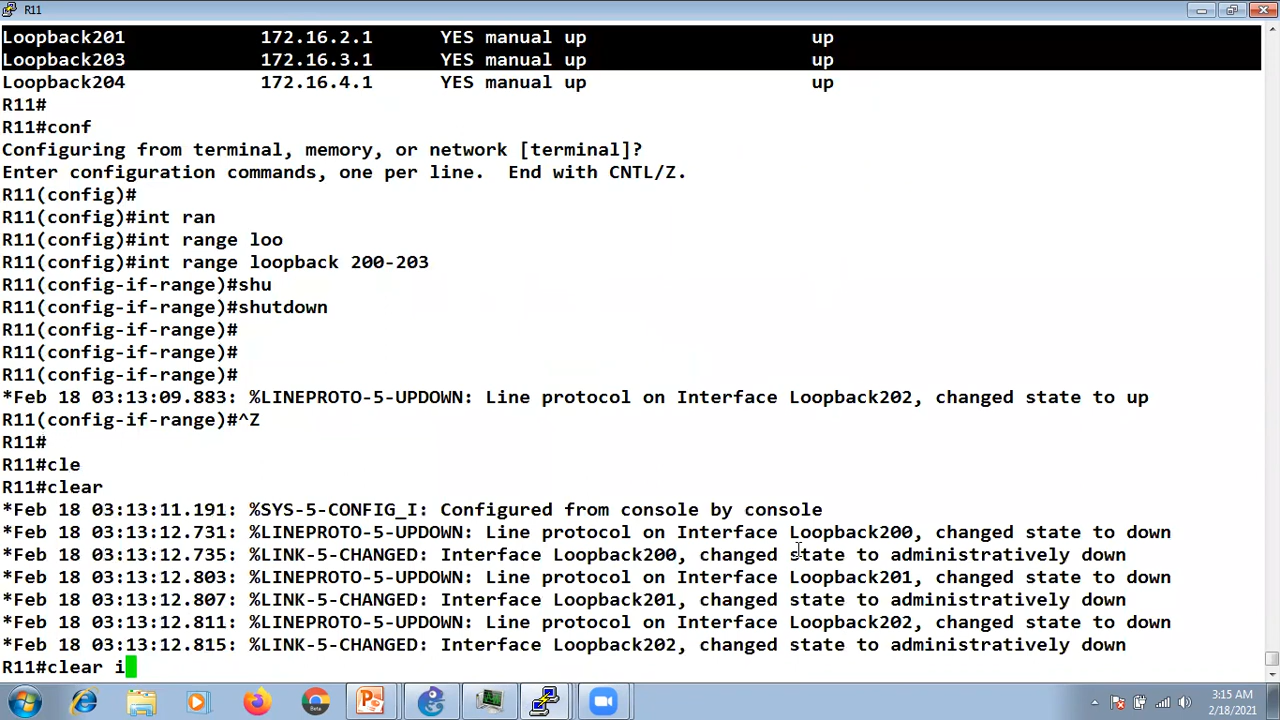 R11
Loopback201 172.16.2.1 YES manual up up
Loopback203 172.16.3.1 YES manual up up
Loopback204 172.16.4.1 YES manual up up
R11#
R11#conf
Configuring from terminal, memory, or network [terminal]?
Enter configuration commands, one per line. End with CNTL/Z.
R11(config)#
R11(config)#int ran
R11(config)#int range loo
R11(config)#int range loopback 200-203
R11(config-if-range)#shu
R11(config-if-range)#shutdown
R11(config-if-range)#
R11(config-if-range)#
R11(config-if-range)#
*Feb 18 03:13:09.883: %LINEPROTO-5-UPDOWN: Line protocol on Interface Loopback202, changed state to up
R11(config-if-range)#^Z
R11#
R11#cle
R11#clear
*Feb 18 03:13:11.191: %SYS-5-CONFIG_I: Configured from console by console
*Feb 18 03:13:12.731: %LINEPROTO-5-UPDOWN: Line protocol on Interface Loopback200, changed state to down
*Feb 18 03:13:12.735: %LINK-5-CHANGED: Interface Loopback200, changed state to administratively down
*Feb 18 03:13:12.803: %LINEPROTO-5-UPDOWN: Line protocol on Interface Loopback201, changed state to down
*Feb 18 03:13:12.807: %LINK-5-CHANGED: Interface Loopback201, changed state to administratively down
*Feb 18 03:13:12.811: %LINEPROTO-5-UPDOWN: Line protocol on Interface Loopback202, changed state to down
*Feb 18 03:13:12.815: %LINK-5-CHANGED: Interface Loopback202, changed state to administratively down
R11#clear i
Beta
3:15 AM
2/18/2021